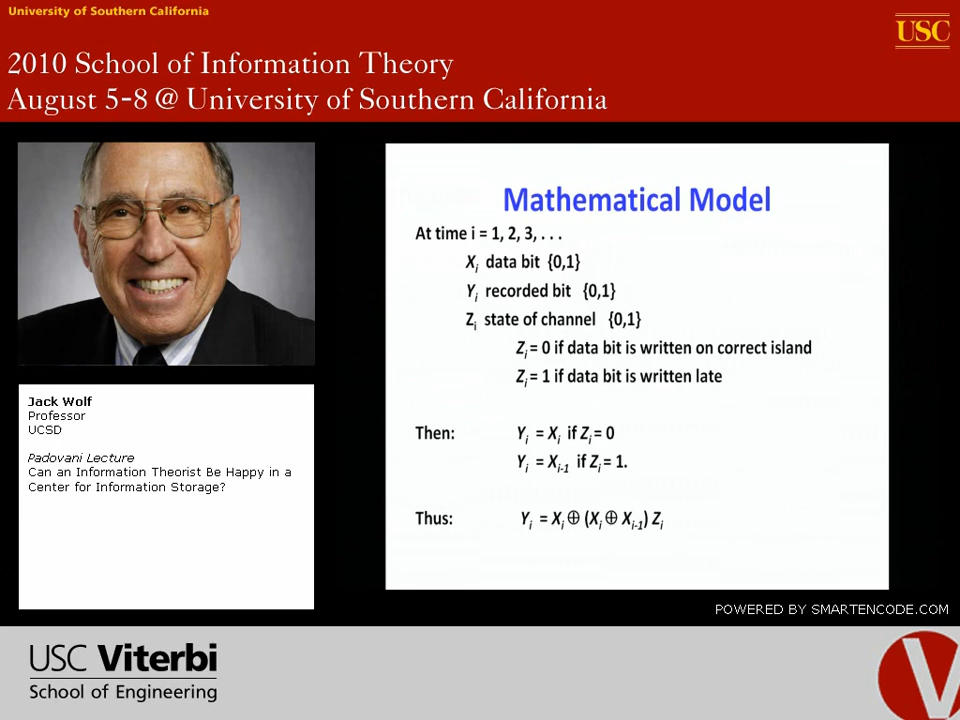 University of Southern California
USC
2010 School of Information Theory
August 5-8 @ University of Southern California
Mathematical Model
At time i = 1, 2, 3, . . .
Xi data bit {0,1}
Yi recorded bit {0,1}
Zi state of channel {0,1}
Zi = 0 if data bit is written on correct island
Zi = 1 if data bit is written late
Then: Yi = Xi if Zi = 0
Yi = Xi-1 if Zi = 1.
Thus: Yi = Xi ⊕ (Xi ⊕ Xi-1) Zi
Jack Wolf
Professor
UCSD
Padovani Lecture
Can an Information Theorist Be Happy in a
Center for Information Storage?
POWERED BY SMARTENCODE.COM
USC Viterbi
School of Engineering
V